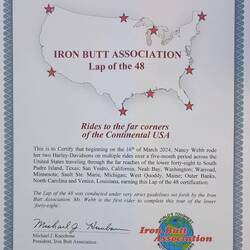 IRON BUTT ASSOCIATION
Lap of the 48
Rides to the far corners
of the Continental USA
This is to Certify that beginning on the 16th of March 2024, Nancy Webb rode
her two Harley Davidsons on multiple rides over a five-month period across the
United States traveling through the far reaches of the lower forty-eight to South
Padre Island, Texas; San Ysidro, California, Neah Bay, Washington; Warroad,
Minnesota; Sault Ste. Marie, Michigan; West Quoddy, Maine; Outer Banks,
North Carolina and Venice, Louisiana, earning this Lap of the 48 certification.
The Lap of the 48 was conducted under very strict guidelines set forth by the Iron
Butt Association. Ms. Webb is the first rider to complete this tour of the lower
forty-eight.
Michael J. Kneebone
Michael J. Kneebone
President, Iron Butt Association
Iron Butt
Association